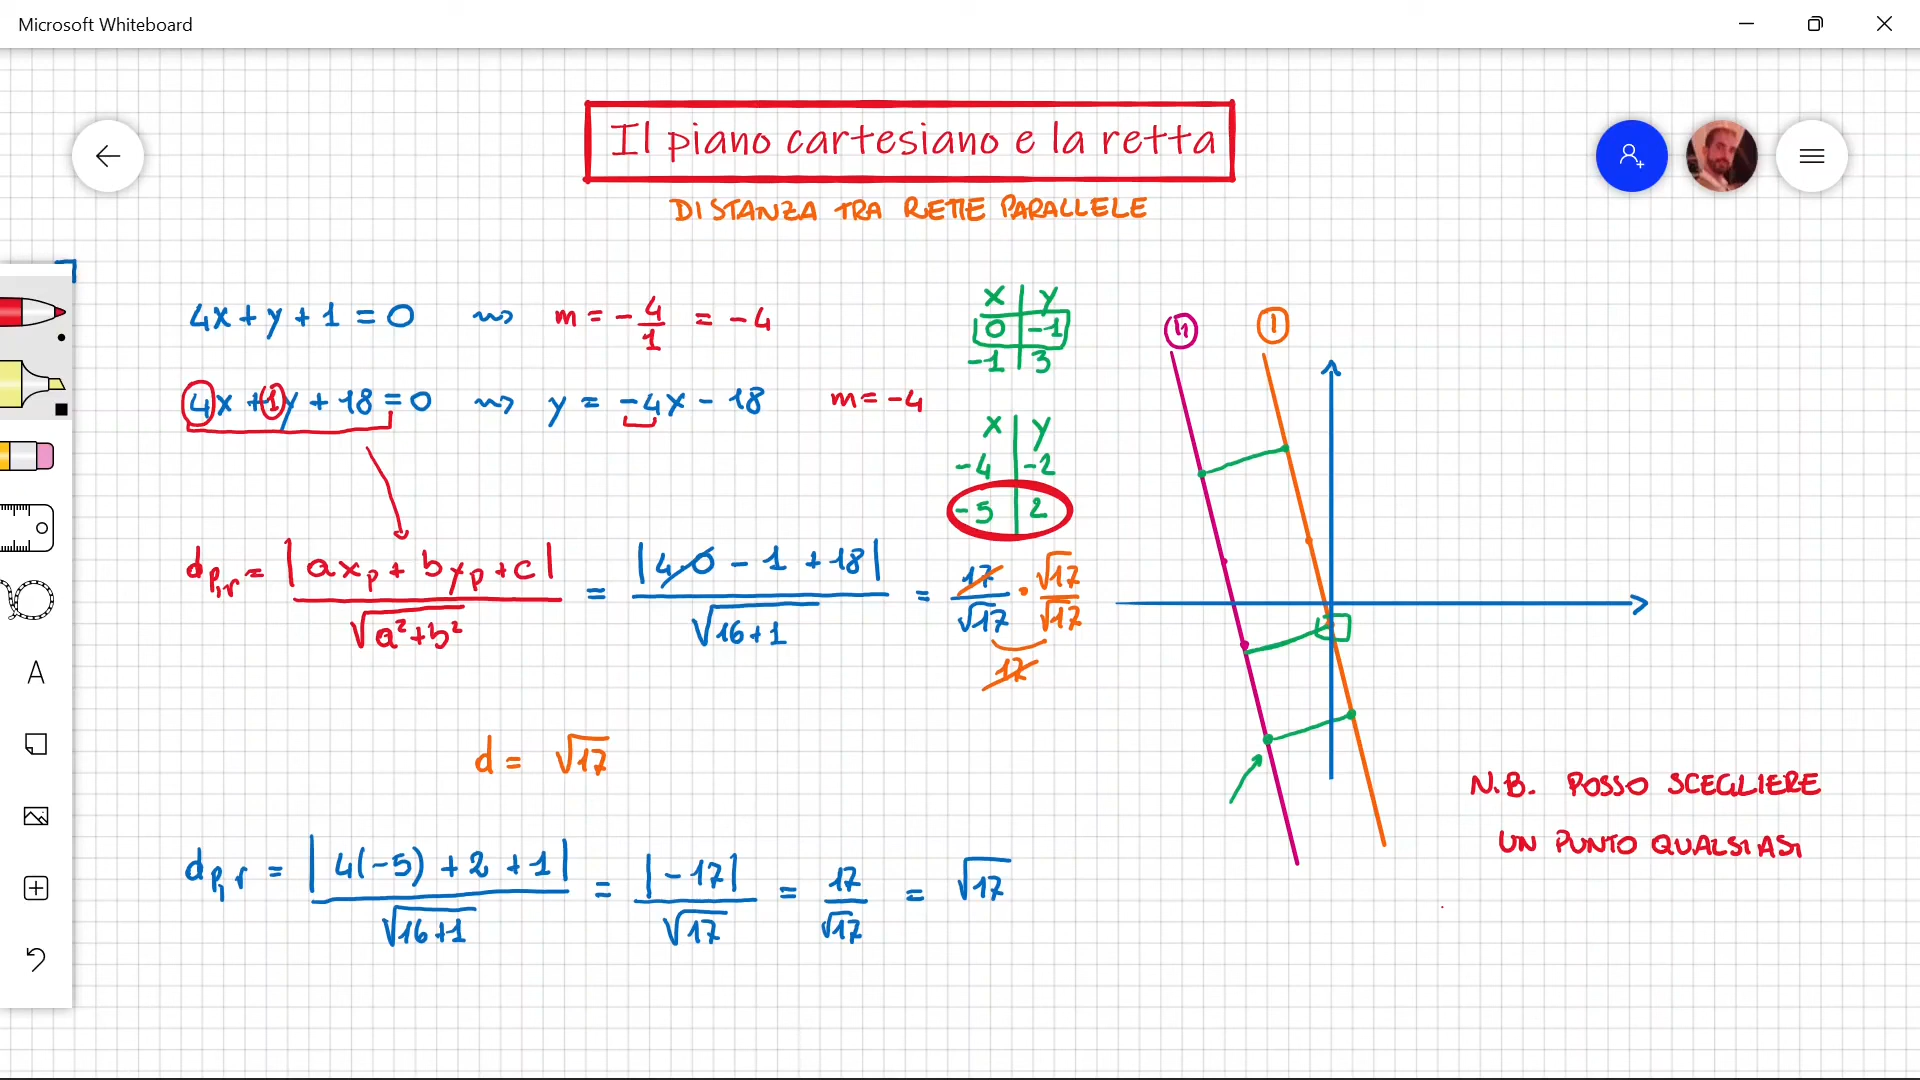 Microsoft Whiteboard
Il piano cartesiano e la retta
DISTANZA TRA RETTE PARALLELE
4x + y + 1 = 0 ⇝ m = - 4/1 = -4
x | y
0 | -1
-1 | 3
4x + 1y + 18 = 0 ⇝ y = -4x - 18 m = -4
x | y
-4 | -2
-5 | 2
d P,r = |axp + byp + c| / √a²+b² = |4·0 - 1 + 18| / √16+1 = 17/√17 · √17/√17
17
d = √17
d P,r = |4(-5) + 2 + 1| / √16+1 = |-17| / √17 = 17/√17 = √17
N.B. POSSO SCEGLIERE
UN PUNTO QUALSIASI
A